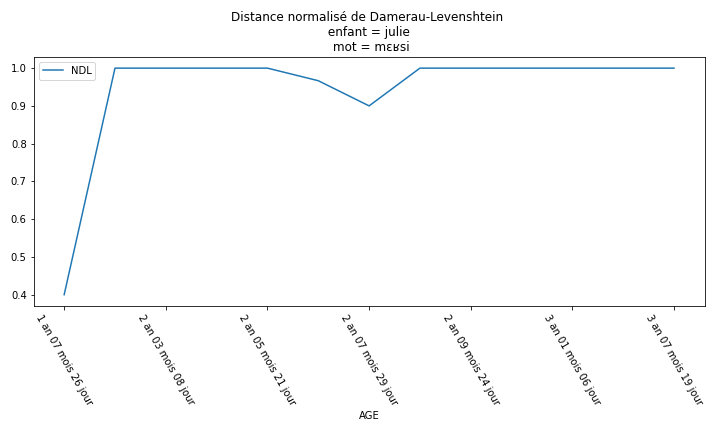 Distance normalisé de Damerau-Levenshtein
enfant = julie
mot = mɛʁsi
NDL
1.0
0.9
0.8
0.7
0.6
0.5
0.4
1 an 07 mois 26 jour
2 an 03 mois 08 jour
2 an 05 mois 21 jour
2 an 07 mois 29 jour
2 an 09 mois 24 jour
3 an 01 mois 06 jour
3 an 07 mois 19 jour
AGE